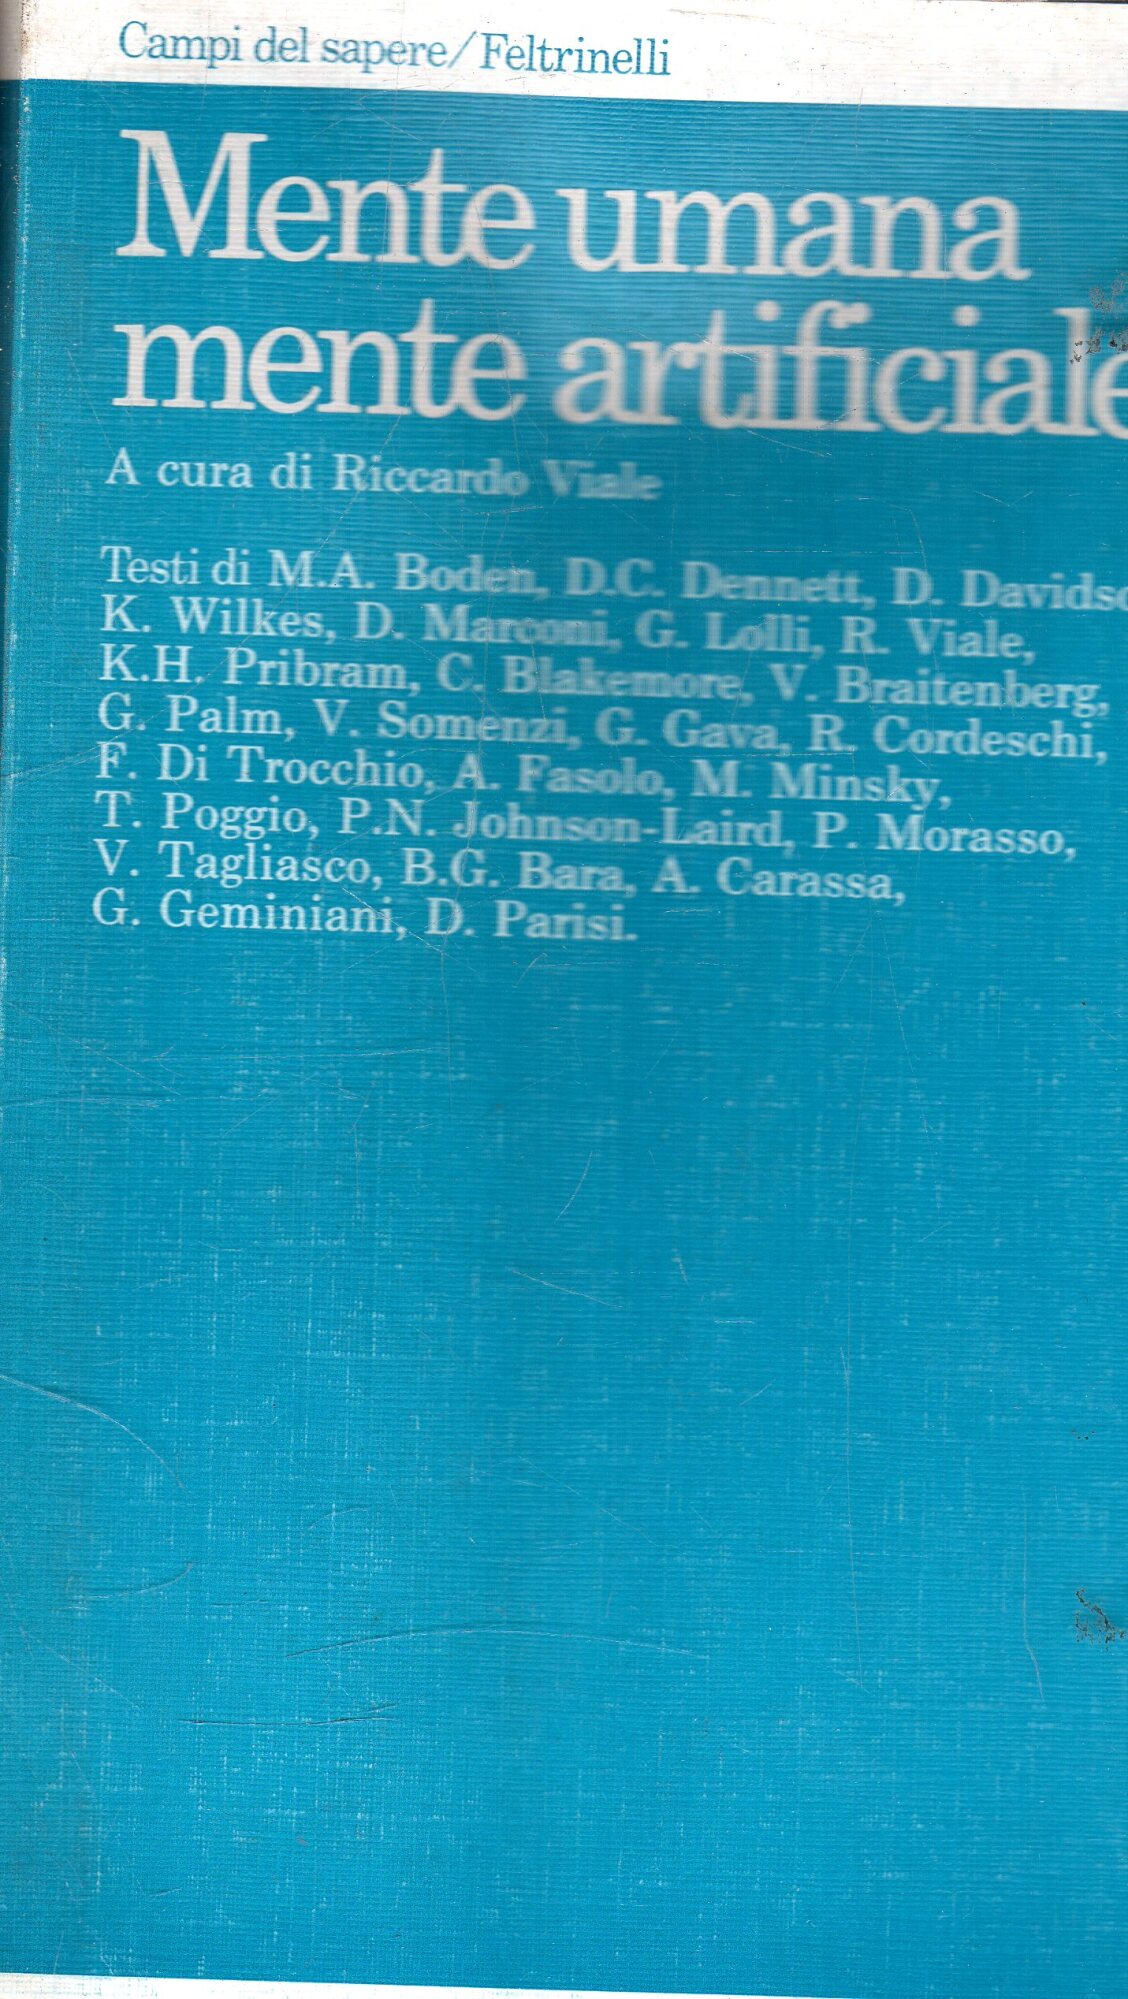 Campi del sapere/Feltrinelli
Mente umana
mente artificiale
A cura di Riccardo Viale
Testi di M.A. Boden, D.C. Dennett, D. Davidso
K. Wilkes, D. Marconi, G. Lolli, R. Viale,
K.H. Pribram, C. Blakemore, V. Braitenberg,
G. Palm, V. Somenzi, G. Gava, R. Cordeschi,
F. Di Trocchio, A. Fasolo, M. Minsky,
T. Poggio, P.N. Johnson-Laird, P. Morasso,
V. Tagliasco, B.G. Bara, A. Carassa,
G. Geminiani, D. Parisi.